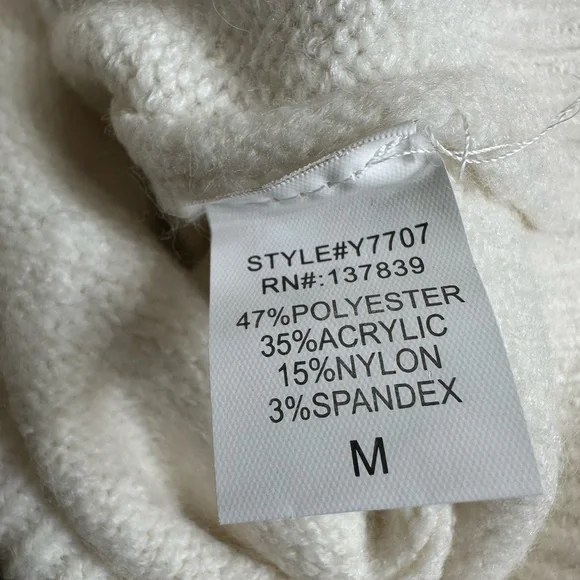 STYLE#Y7707
RN#:137839
47%POLYESTER
35%ACRYLIC
15%NYLON
3%SPANDEX
M